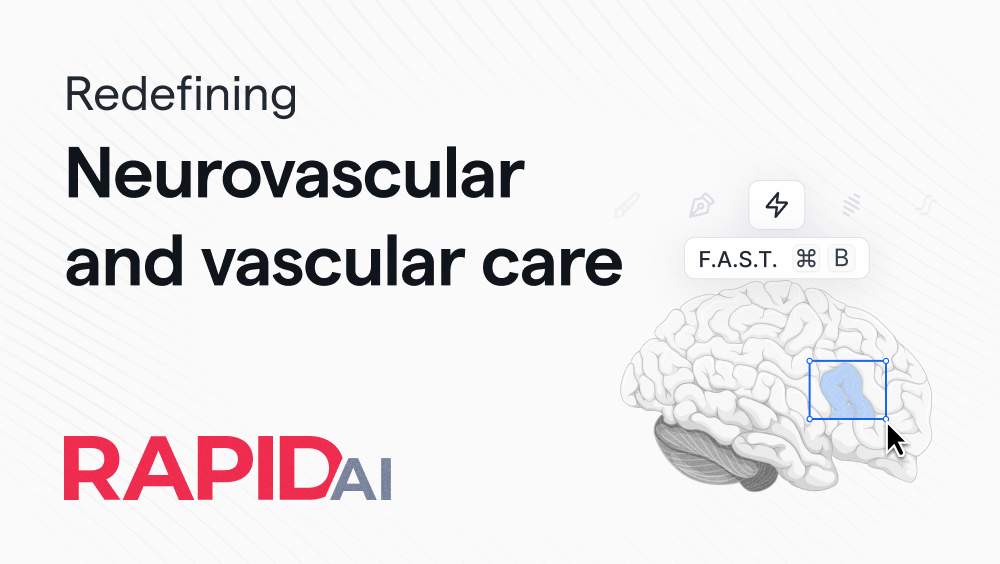 Redefining
Neurovascular
and vascular care
F.A.S.T. ⌘ B
RAPIDAI